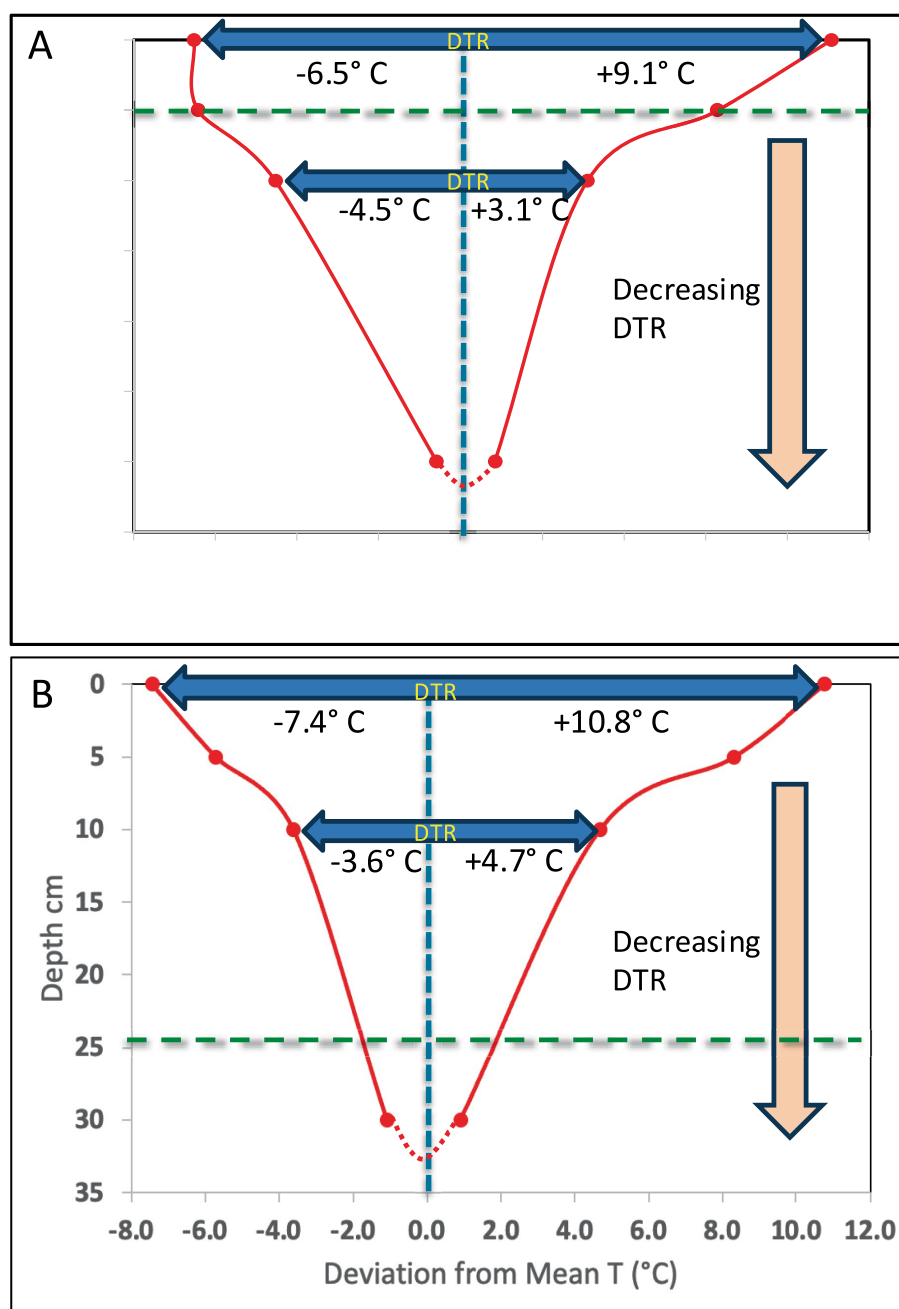 A
DTR
-6.5° C
+9.1° C
DTR
-4.5° C
+3.1° C
Decreasing
DTR
B
0
DTR
-7.4° C
+10.8° C
5
10
DTR
-3.6° C
+4.7° C
15
Depth cm
Decreasing
DTR
20
25
30
35
-8.0 -6.0 -4.0 -2.0 0.0 2.0 4.0 6.0 8.0 10.0 12.0
Deviation from Mean T (°C)